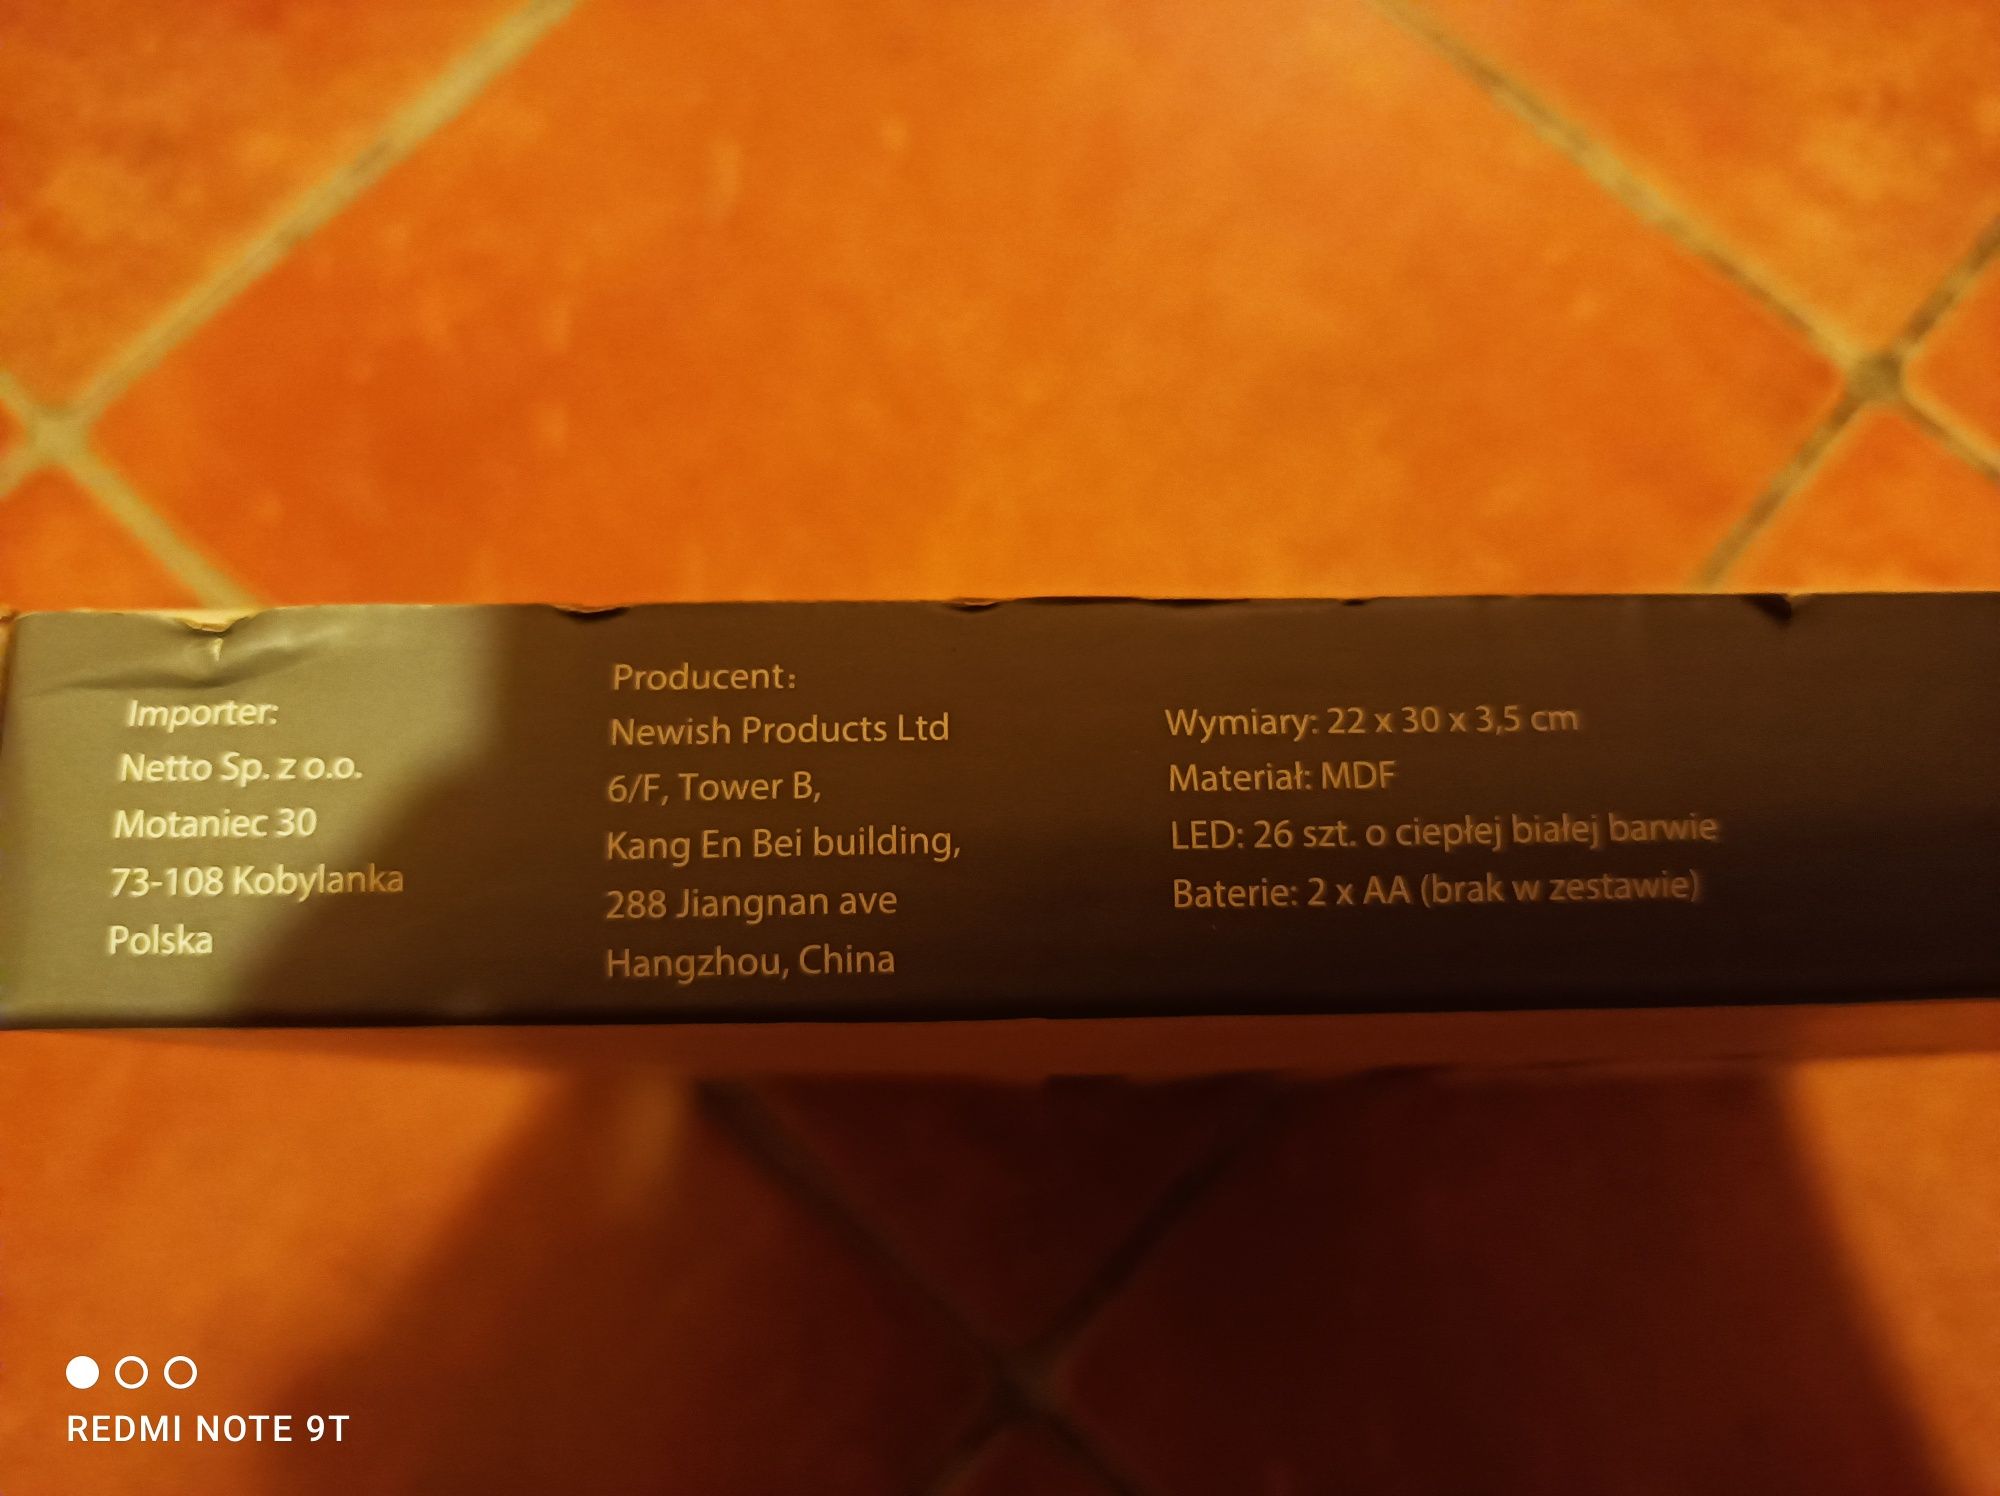 Importer:
Netto Sp. z o.o.
Motaniec 30
73-108 Kobylanka
Polska
Producent:
Newish Products Ltd
6/F, Tower B,
Kang En Bei building,
288 Jiangnan ave
Hangzhou, China
Wymiary: 22 x 30 x 3,5 cm
Materiał: MDF
LED: 26 szt. o ciepłej białej barwie
Baterie: 2 x AA (brak w zestawie)
REDMI NOTE 9T